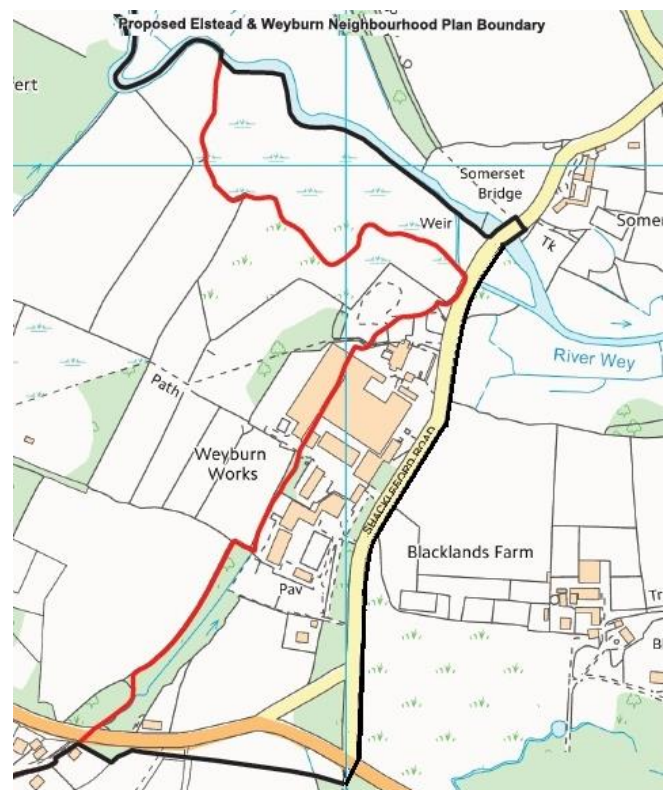 Proposed Elstead & Weyburn Neighbourhood Plan Boundary
Somerset
Bridge
Weir
Tk
River Wey
Path
Weyburn
Works
SHACKLEFORD ROAD
Blacklands Farm
Pav